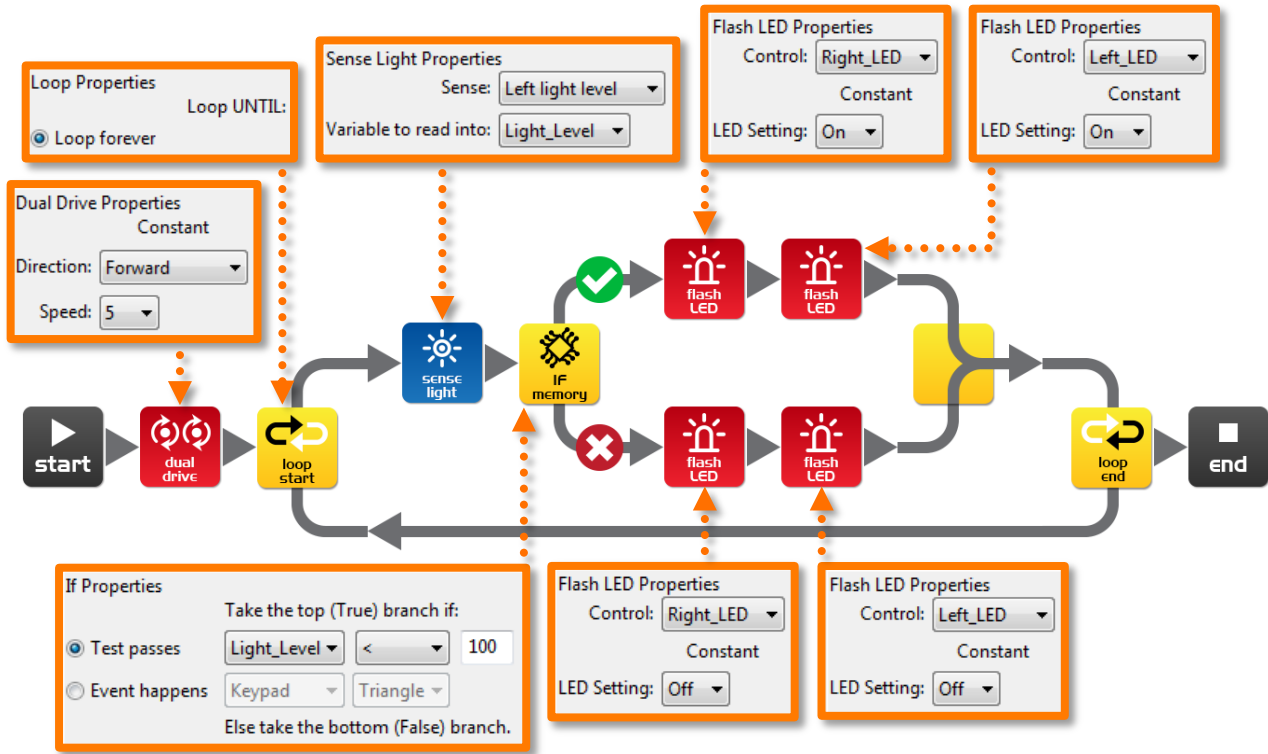 Loop Properties
Loop UNTIL:
Loop forever
Dual Drive Properties
Constant
Direction: Forward
Speed: 5
Sense Light Properties
Sense: Left light level
Variable to read into: Light_Level
Flash LED Properties
Control: Right_LED
Constant
LED Setting: On
Flash LED Properties
Control: Left_LED
Constant
LED Setting: On
start
dual
drive
loop
start
sense
light
IF
memory
flash
LED
flash
LED
flash
LED
flash
LED
loop
end
end
If Properties
Take the top (True) branch if:
Test passes Light_Level < 100
Event happens Keypad Triangle
Else take the bottom (False) branch.
Flash LED Properties
Control: Right_LED
Constant
LED Setting: Off
Flash LED Properties
Control: Left_LED
Constant
LED Setting: Off